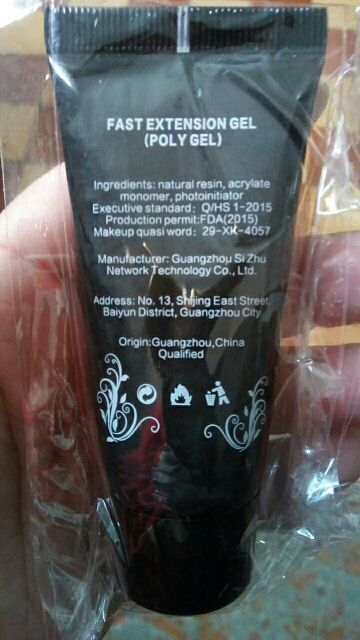 FAST EXTENSION GEL
(POLY GEL)
Ingredients: natural resin, acrylate
monomer, photoinitiator
Executive standard: Q/HS 1-2015
Production permit:FDA(2015)
Makeup quasi word: 29-XK-4057
Manufacturer: Guangzhou Si Zhu
Network Technology Co., Ltd.
Address: No. 13, Shijing East Street,
Baiyun District, Guangzhou City
Origin:Guangzhou,China
Qualified